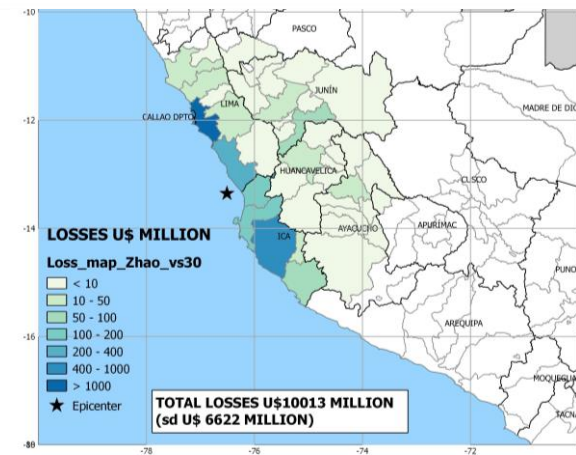 -10
PASCO
JUNÍN
LIMA
MADRE DE DIO
CALLAO DPTO
-12
HUANCAVELICA
CUSCO
-14
ICA
AYACUCHO
APURIMAC
PUNO
LOSSES U$ MILLION
Loss_map_Zhao_vs30
< 10
10 - 50
50 - 100
100 - 200
200 - 400
400 - 1000
> 1000
Epicenter
AREQUIPA
-16
MOQUEGUA
TACNA
TOTAL LOSSES U$10013 MILLION
(sd U$ 6622 MILLION)
-78
-76
-74
-72